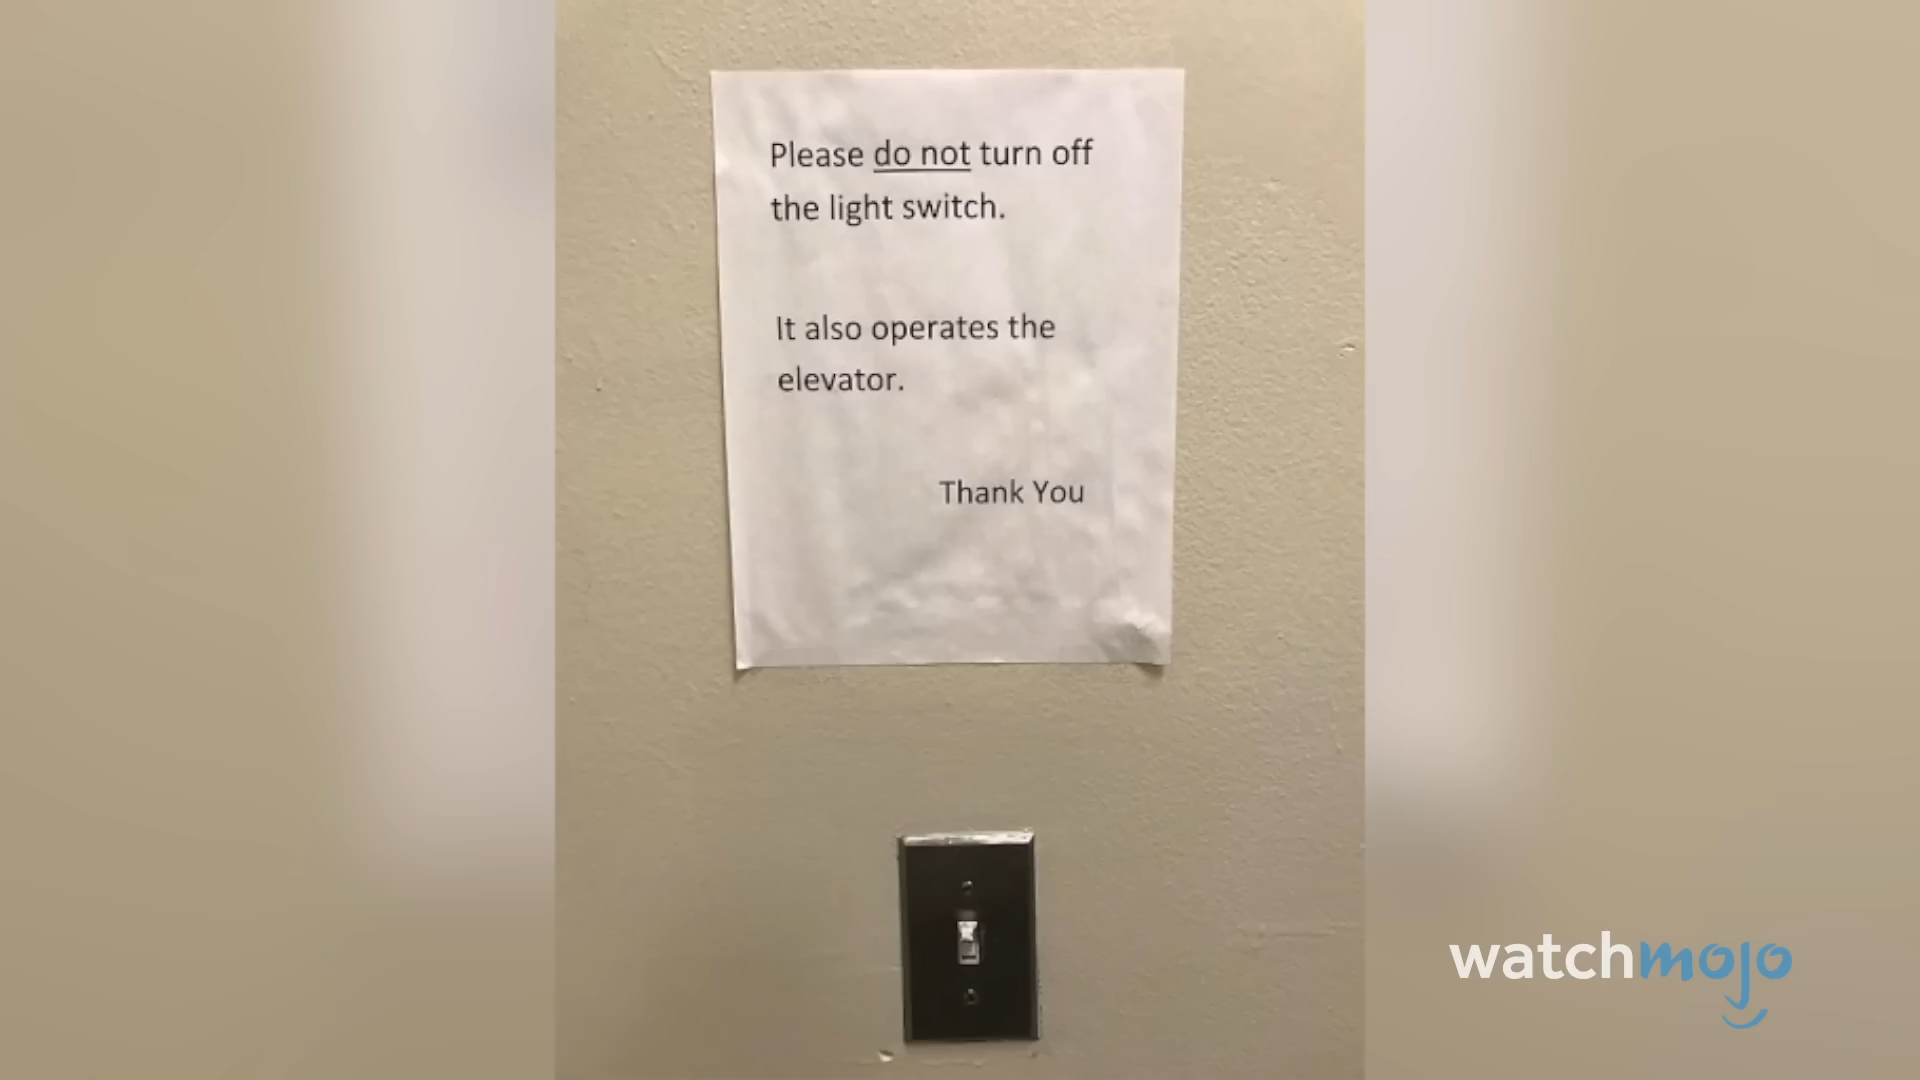 Please do not turn off
the light switch.
It also operates the
elevator.
Thank You
watchmojo